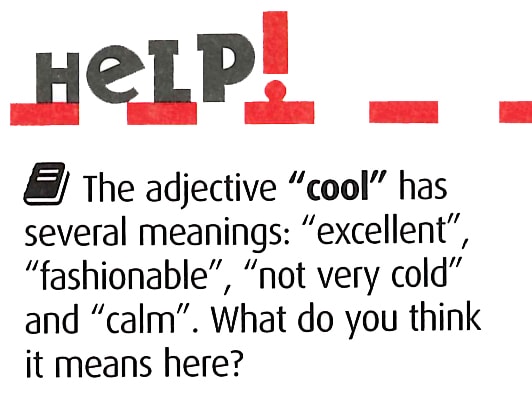 HeLP!
The adjective “cool” has
several meanings: “excellent”,
“fashionable”, “not very cold”
and “calm”. What do you think
it means here?